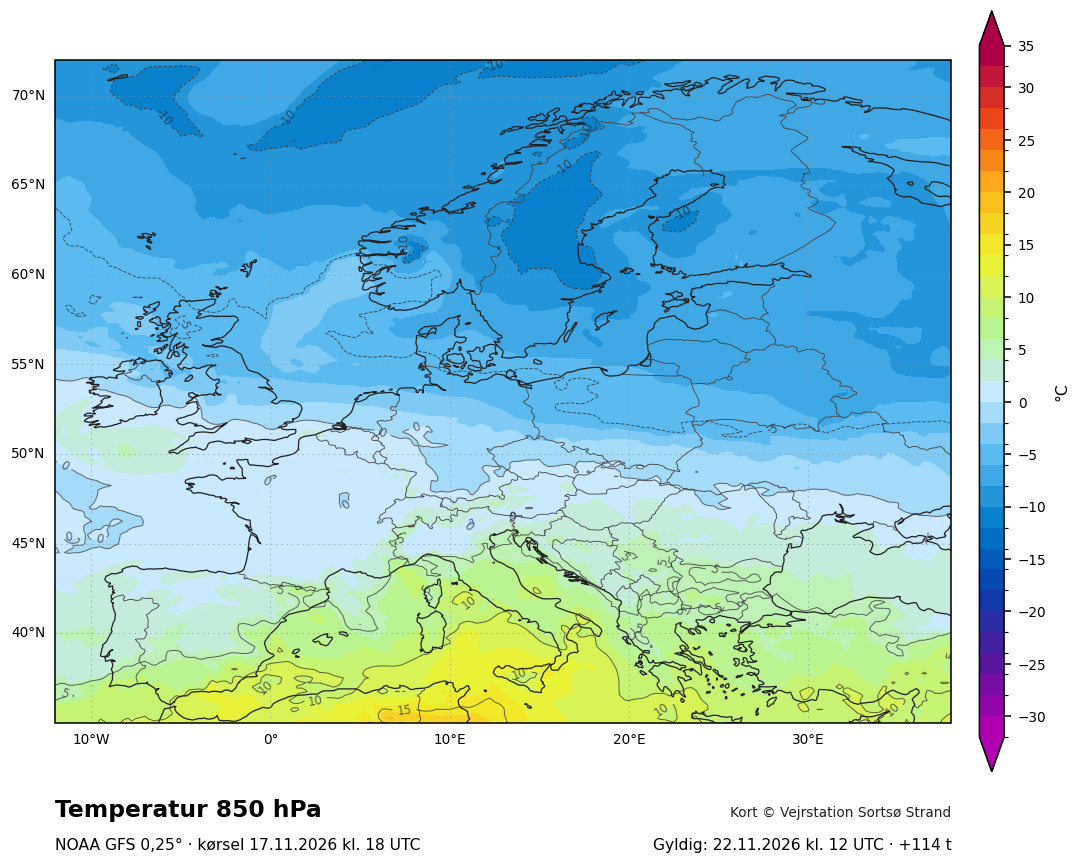 35
30
25
20
15
10
5
0
−5
−10
−15
−20
−25
−30
°C
70°N
65°N
60°N
55°N
50°N
45°N
40°N
10°W
0°
10°E
20°E
30°E
Temperatur 850 hPa
Kort © Vejrstation Sortsø Strand
NOAA GFS 0,25° · kørsel 17.11.2026 kl. 18 UTC
Gyldig: 22.11.2026 kl. 12 UTC · +114 t